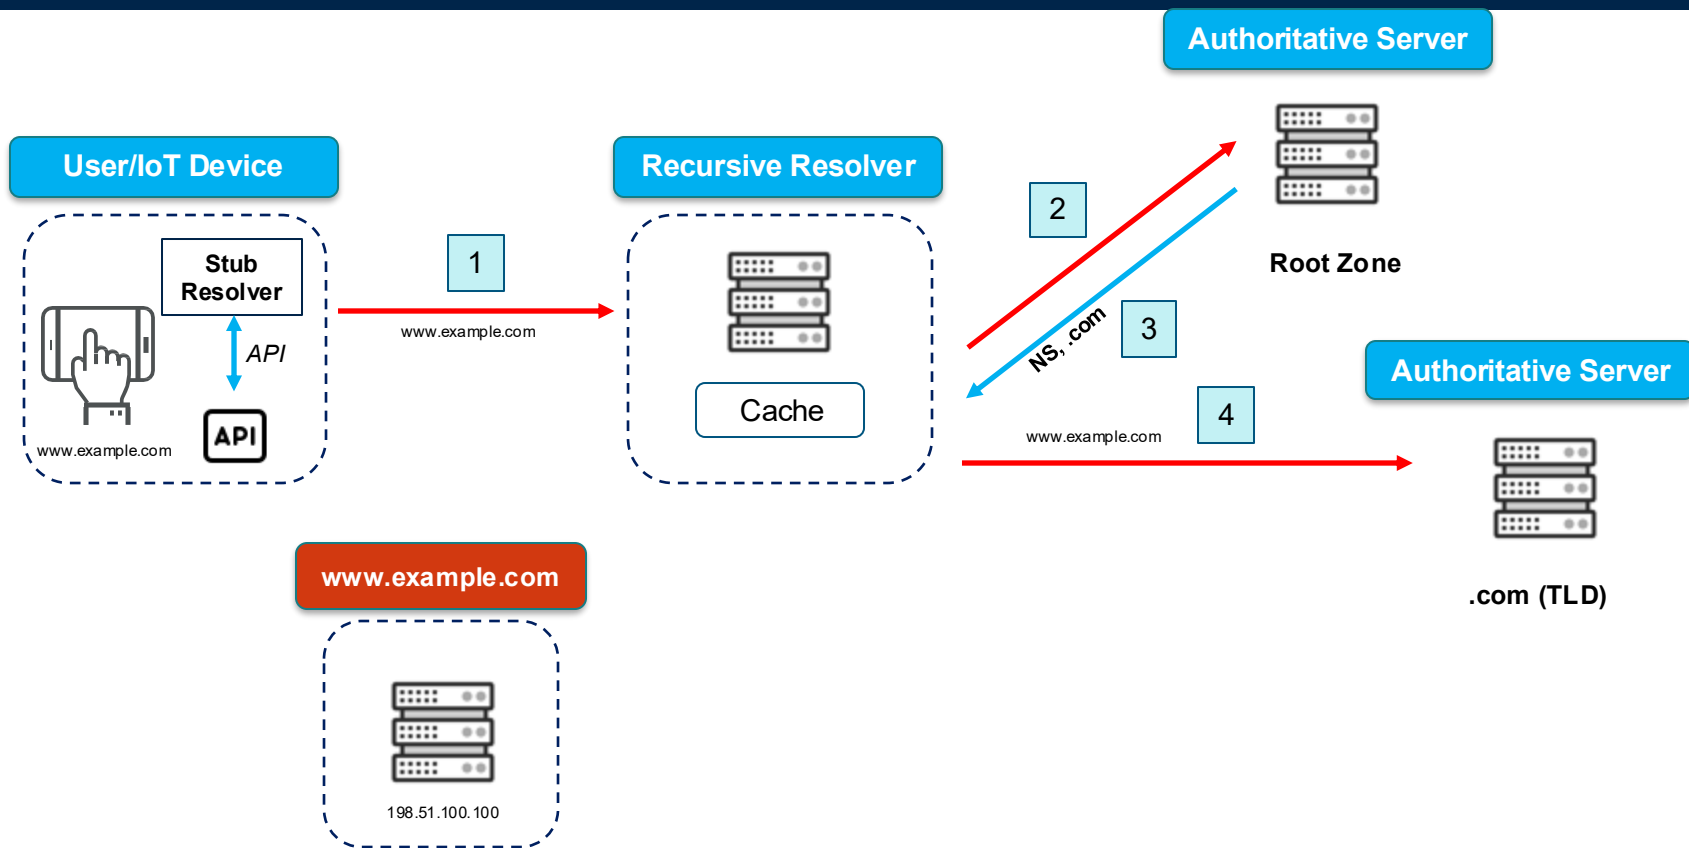 Authoritative Server
User/IoT Device
Recursive Resolver
Stub
Resolver
API
API
www.example.com
1
www.example.com
Cache
2
Root Zone
3
NS, .com
Authoritative Server
4
www.example.com
.com (TLD)
www.example.com
198.51.100.100